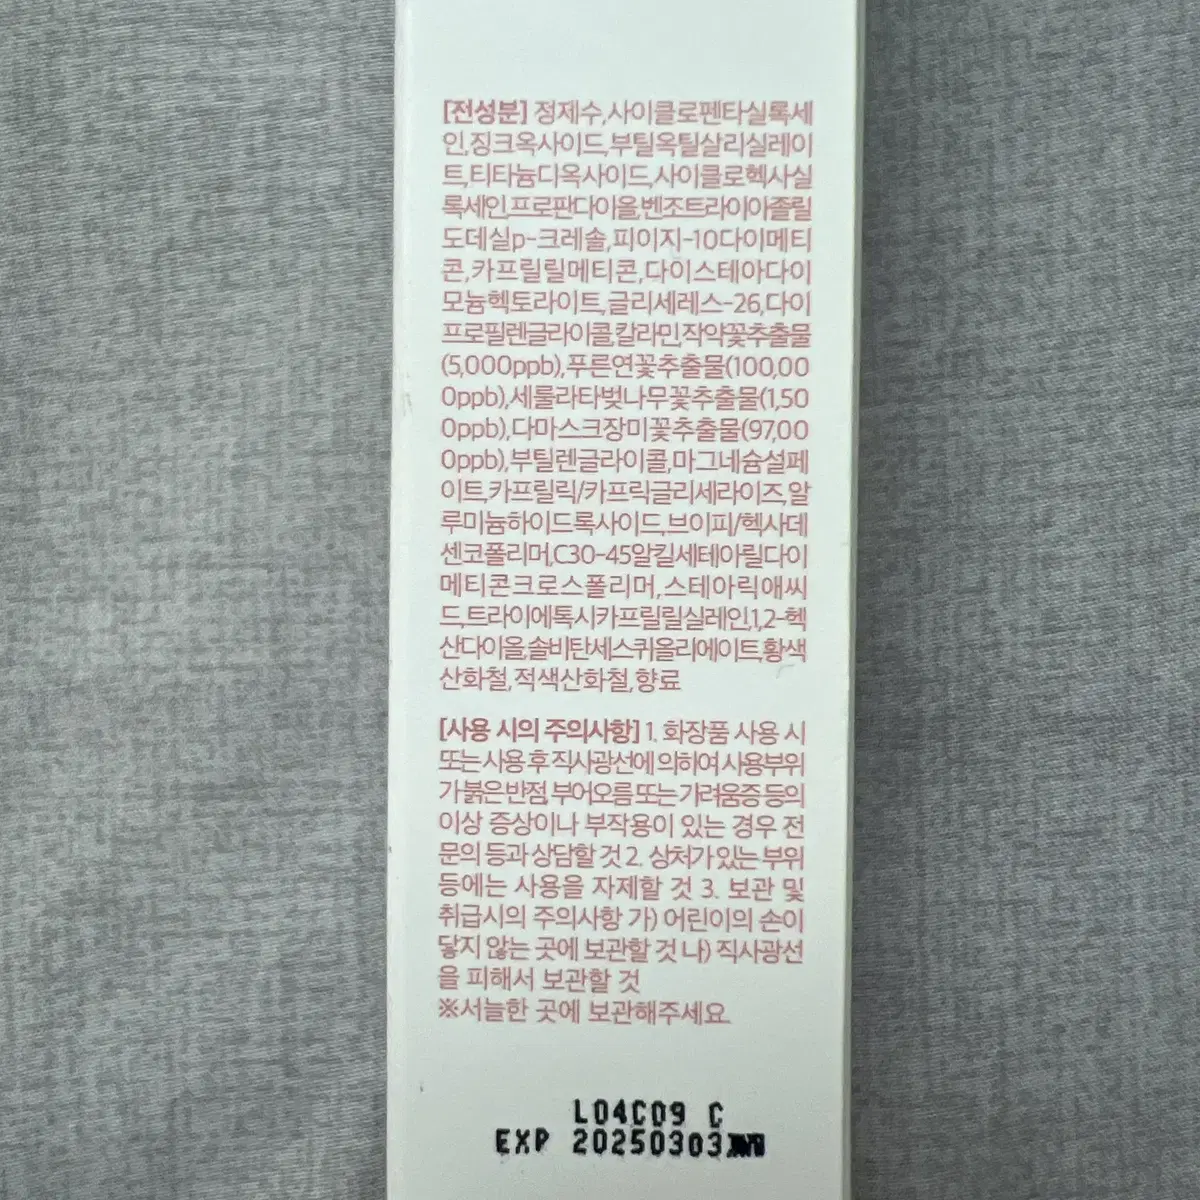 [전성분] 정제수,사이클로펜타실록세
인,징크옥사이드,부틸옥틸살리실레이
트,티타늄디옥사이드,사이클로헥사실
록세인,프로판다이올,벤조트라이아졸릴
도데실p-크레솔,피이지-10다이메티
콘,카프릴릴메티콘,다이스테아다이
모늄헥토라이트,글리세레스-26,다이
프로필렌글라이콜,칼라민,작약꽃추출물
(5,000ppb),푸른연꽃추출물(100,00
0ppb),세룰라타벚나무꽃추출물(1,50
0ppb),다마스크장미꽃추출물(97,00
0ppb),부틸렌글라이콜,마그네슘설페
이트,카프릴릭/카프릭글리세라이즈,알
루미늄하이드록사이드,브이피/헥사데
센코폴리머,C30-45알킬세테아릴다이
메티콘크로스폴리머,스테아릭애씨
드,트라이에톡시카프릴릴실레인,1,2-헥
산다이올,솔비탄세스퀴올리에이트,황색
산화철,적색산화철,향료
[사용 시의 주의사항] 1. 화장품 사용 시
또는 사용 후 직사광선에 의하여 사용부위
가 붉은 반점, 부어오름 또는 가려움증 등의
이상 증상이나 부작용이 있는 경우 전
문의 등과 상담할 것 2. 상처가 있는 부위
등에는 사용을 자제할 것 3. 보관 및
취급시의 주의사항 가) 어린이의 손이
닿지 않는 곳에 보관할 것 나) 직사광선
을 피해서 보관할 것
※서늘한 곳에 보관해주세요.
L04C09 C
EXP 20250303